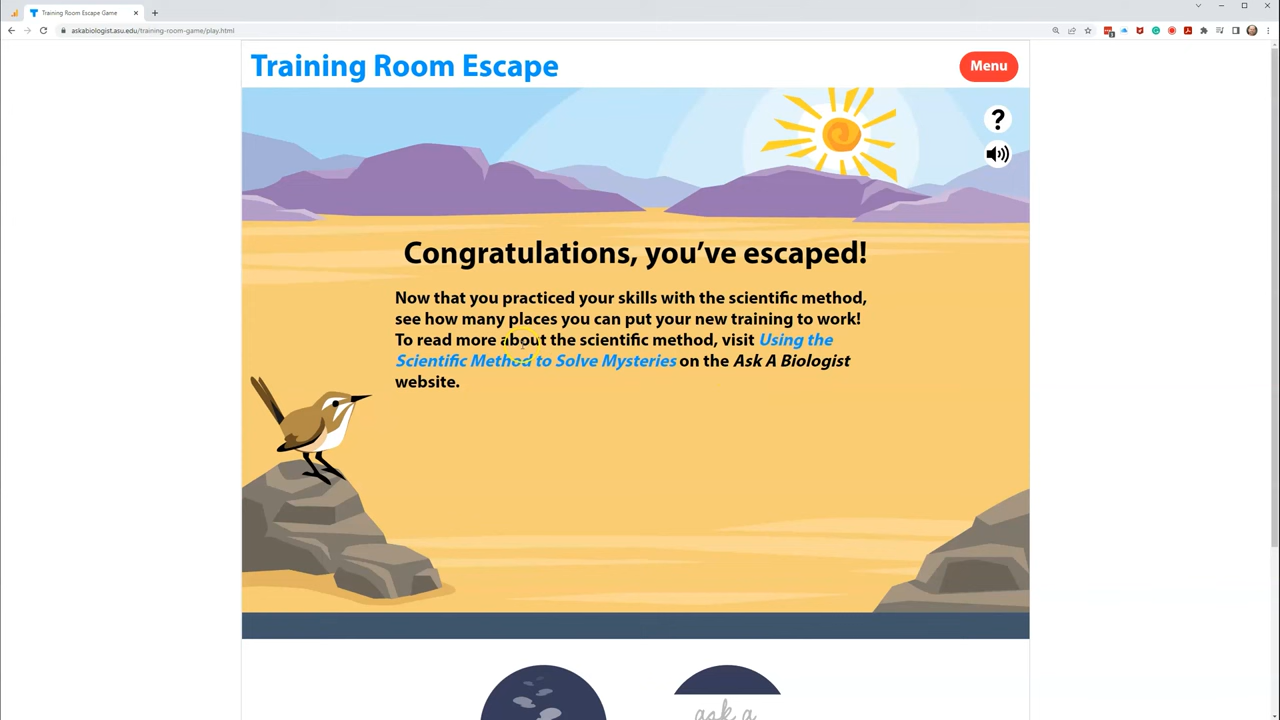 Training Room Escape Game
askabiologist.asu.edu/training-room-game/play.html
Training Room Escape
Menu
?
Congratulations, you’ve escaped!
Now that you practiced your skills with the scientific method,
see how many places you can put your new training to work!
To read more about the scientific method, visit Using the
Scientific Method to Solve Mysteries on the Ask A Biologist
website.
ask a